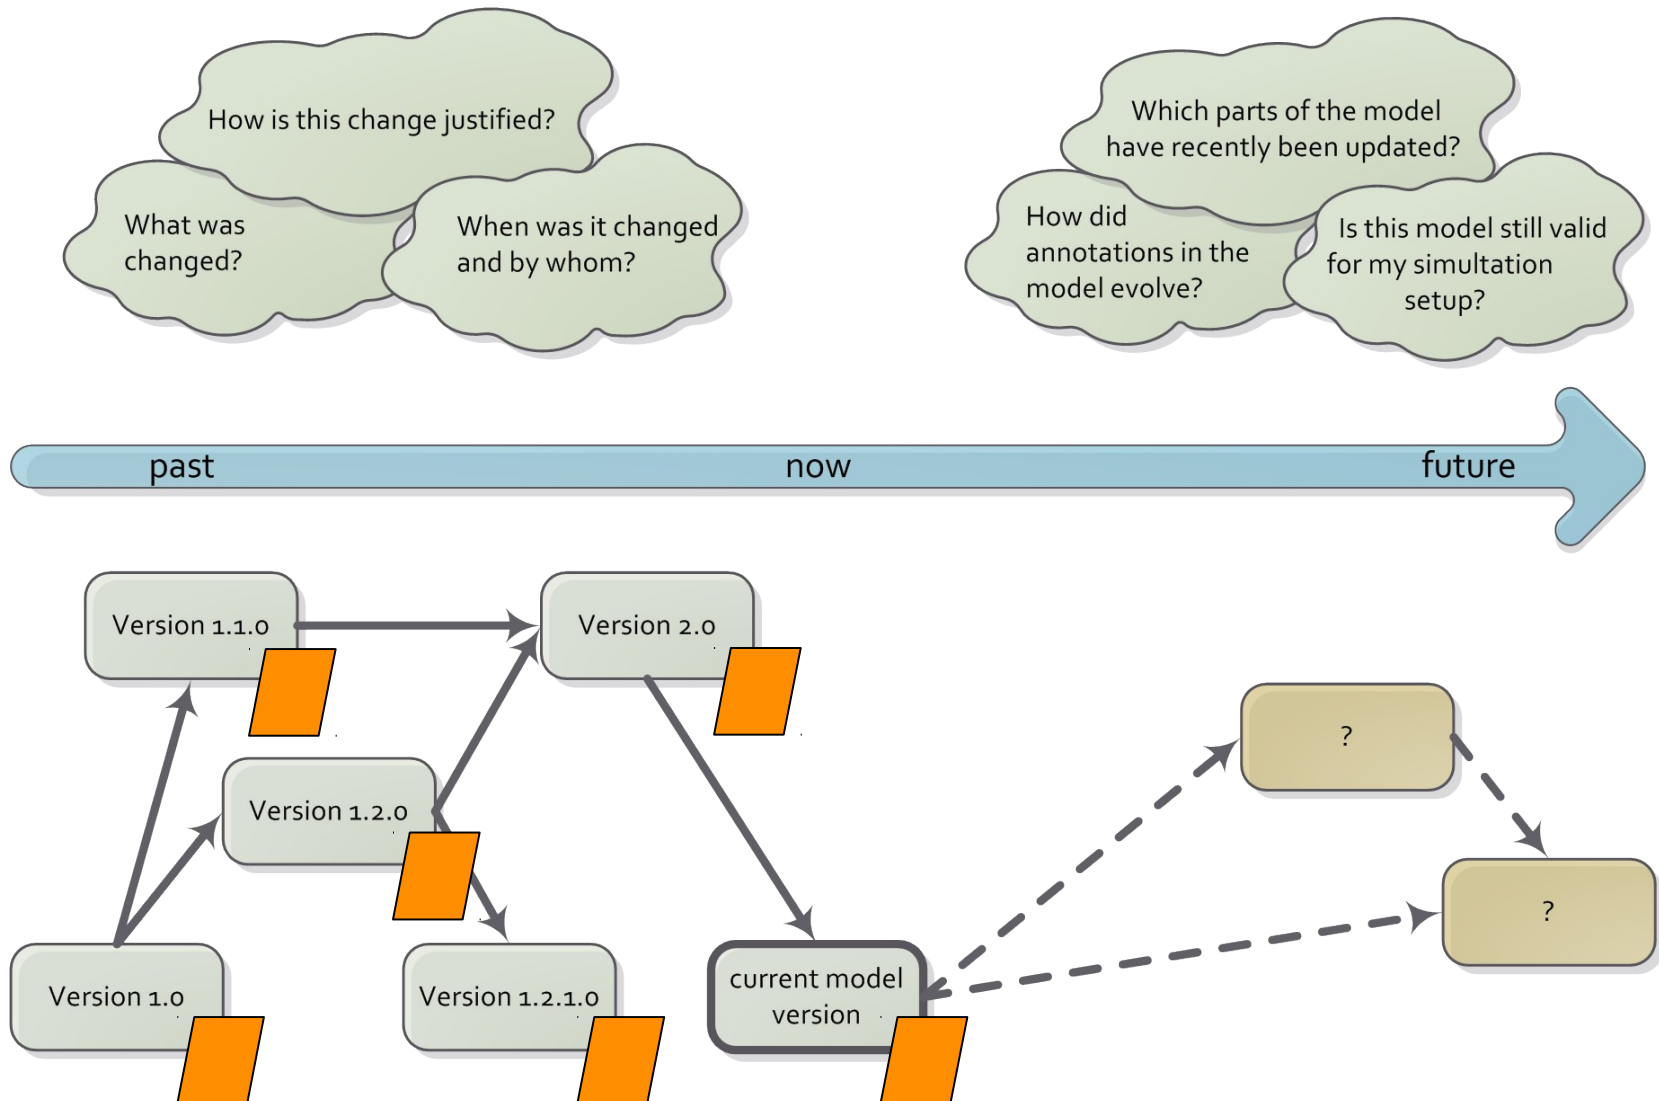 How is this change justified?
What was
changed?
When was it changed
and by whom?
Which parts of the model
have recently been updated?
How did
annotations in the
model evolve?
Is this model still valid
for my simultation
setup?
past
now
future
Version 1.1.0
Version 2.0
?
Version 1.2.0
?
Version 1.0
Version 1.2.1.0
current model
version